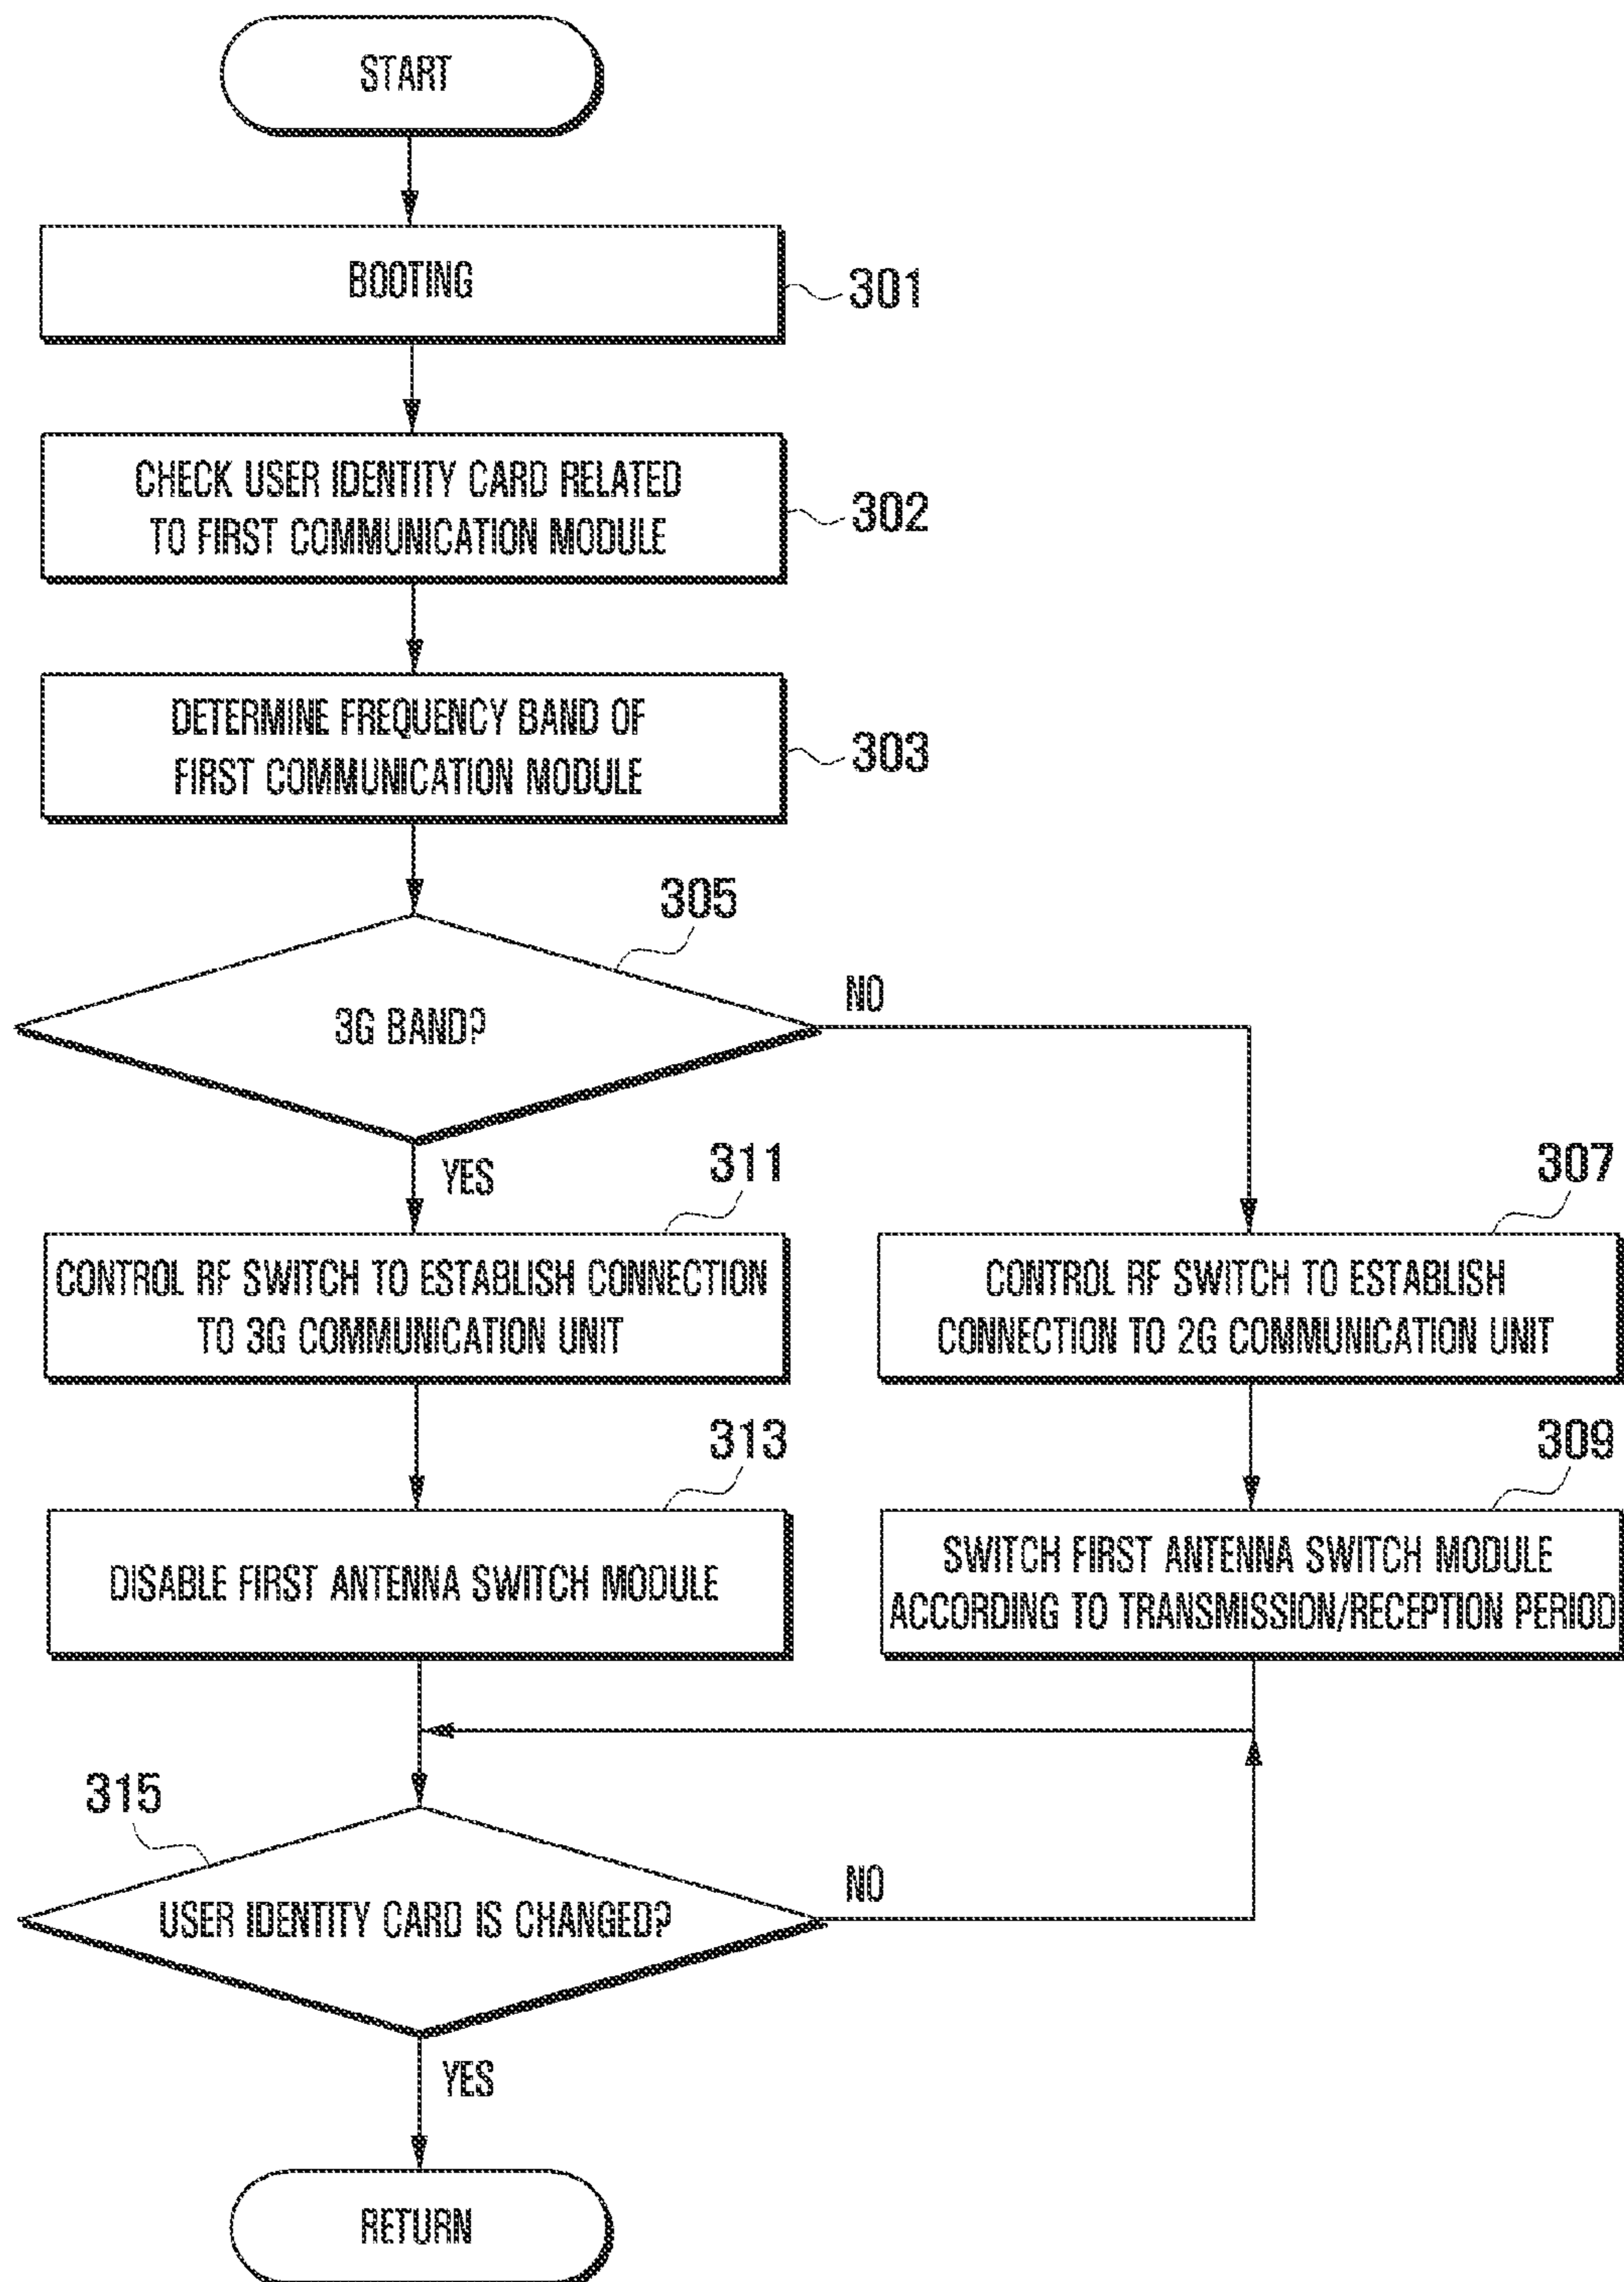 START
BOOTING
301
CHECK USER IDENTITY CARD RELATED
TO FIRST COMMUNICATION MODULE
302
DETERMINE FREQUENCY BAND OF
FIRST COMMUNICATION MODULE
303
305
3G BAND?
NO
YES
311
CONTROL RF SWITCH TO ESTABLISH CONNECTION
TO 3G COMMUNICATION UNIT
307
CONTROL RF SWITCH TO ESTABLISH
CONNECTION TO 2G COMMUNICATION UNIT
313
DISABLE FIRST ANTENNA SWITCH MODULE
309
SWITCH FIRST ANTENNA SWITCH MODULE
ACCORDING TO TRANSMISSION/RECEPTION PERIOD
315
USER IDENTITY CARD IS CHANGED?
NO
YES
RETURN